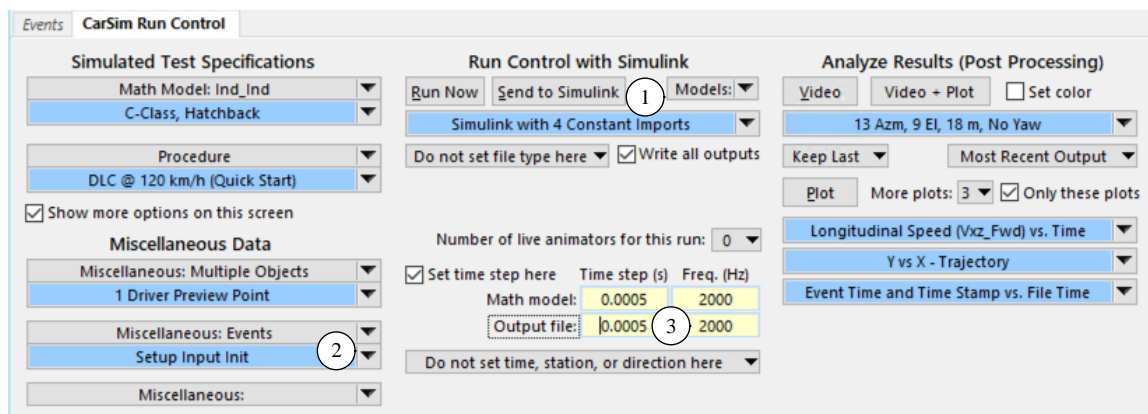 Events CarSim Run Control
Simulated Test Specifications
Math Model: Ind_Ind
C-Class, Hatchback
Procedure
DLC @ 120 km/h (Quick Start)
Show more options on this screen
Miscellaneous Data
Miscellaneous: Multiple Objects
1 Driver Preview Point
Miscellaneous: Events
Setup Input Init 2
Miscellaneous:
Run Control with Simulink
Run Now Send to Simulink 1 Models:
Simulink with 4 Constant Imports
Do not set file type here Write all outputs
Number of live animators for this run: 0
Set time step here Time step (s) Freq. (Hz)
Math model: 0.0005 2000
Output file: 0.0005 3 2000
Do not set time, station, or direction here
Analyze Results (Post Processing)
Video Video + Plot Set color
13 Azm, 9 El, 18 m, No Yaw
Keep Last Most Recent Output
Plot More plots: 3 Only these plots
Longitudinal Speed (Vxz_Fwd) vs. Time
Y vs X - Trajectory
Event Time and Time Stamp vs. File Time